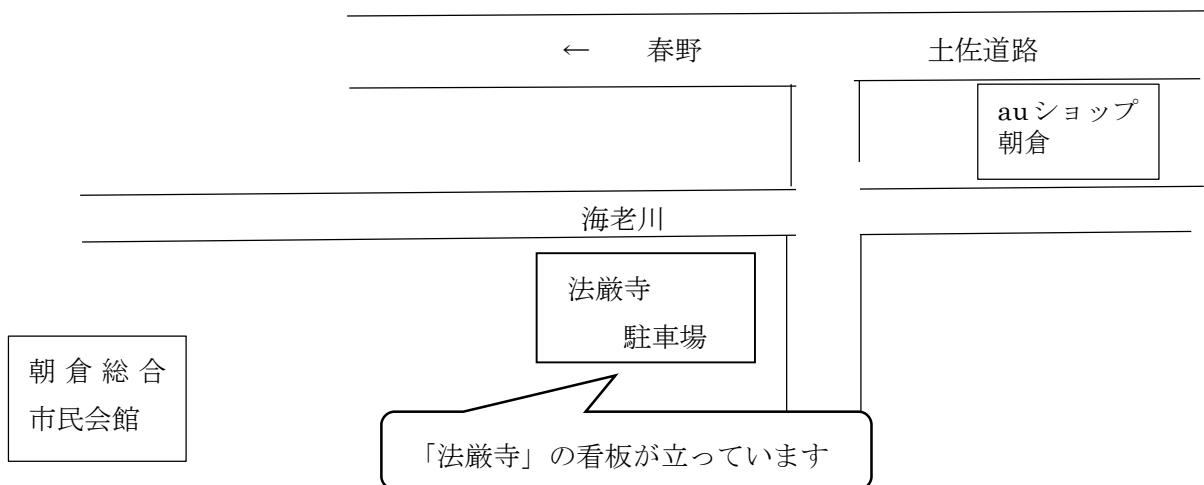 ← 春野 土佐道路
auショップ
朝倉
海老川
法厳寺
駐車場
朝倉総合
市民会館
「法厳寺」の看板が立っています